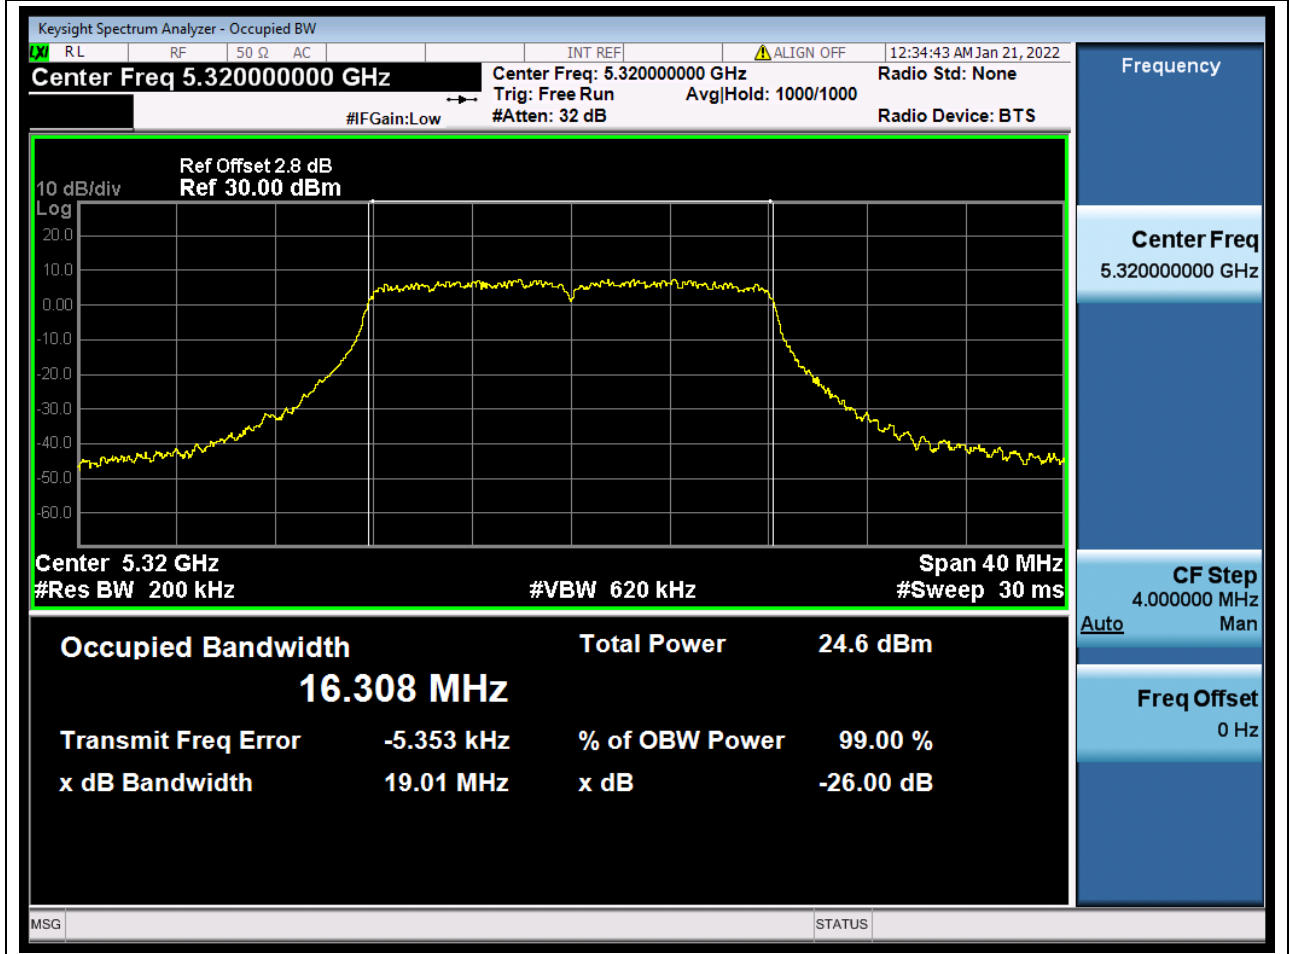 Keysight Spectrum Analyzer - Occupied BW
LXI RL RF 50 Ω AC INT REF ALIGN OFF 12:34:43 AM Jan 21, 2022
Center Freq 5.320000000 GHz
Center Freq: 5.320000000 GHz
Radio Std: None
Trig: Free Run Avg|Hold: 1000/1000
#IFGain:Low
#Atten: 32 dB
Radio Device: BTS
Ref Offset 2.8 dB
10 dB/div Ref 30.00 dBm
Log
20.0
10.0
0.00
-10.0
-20.0
-30.0
-40.0
-50.0
-60.0
Center 5.32 GHz Span 40 MHz
#Res BW 200 kHz #VBW 620 kHz #Sweep 30 ms
Occupied Bandwidth Total Power 24.6 dBm
16.308 MHz
Transmit Freq Error -5.353 kHz % of OBW Power 99.00 %
x dB Bandwidth 19.01 MHz x dB -26.00 dB
MSG STATUS
Frequency
Center Freq
5.320000000 GHz
CF Step
4.000000 MHz
Auto Man
Freq Offset
0 Hz